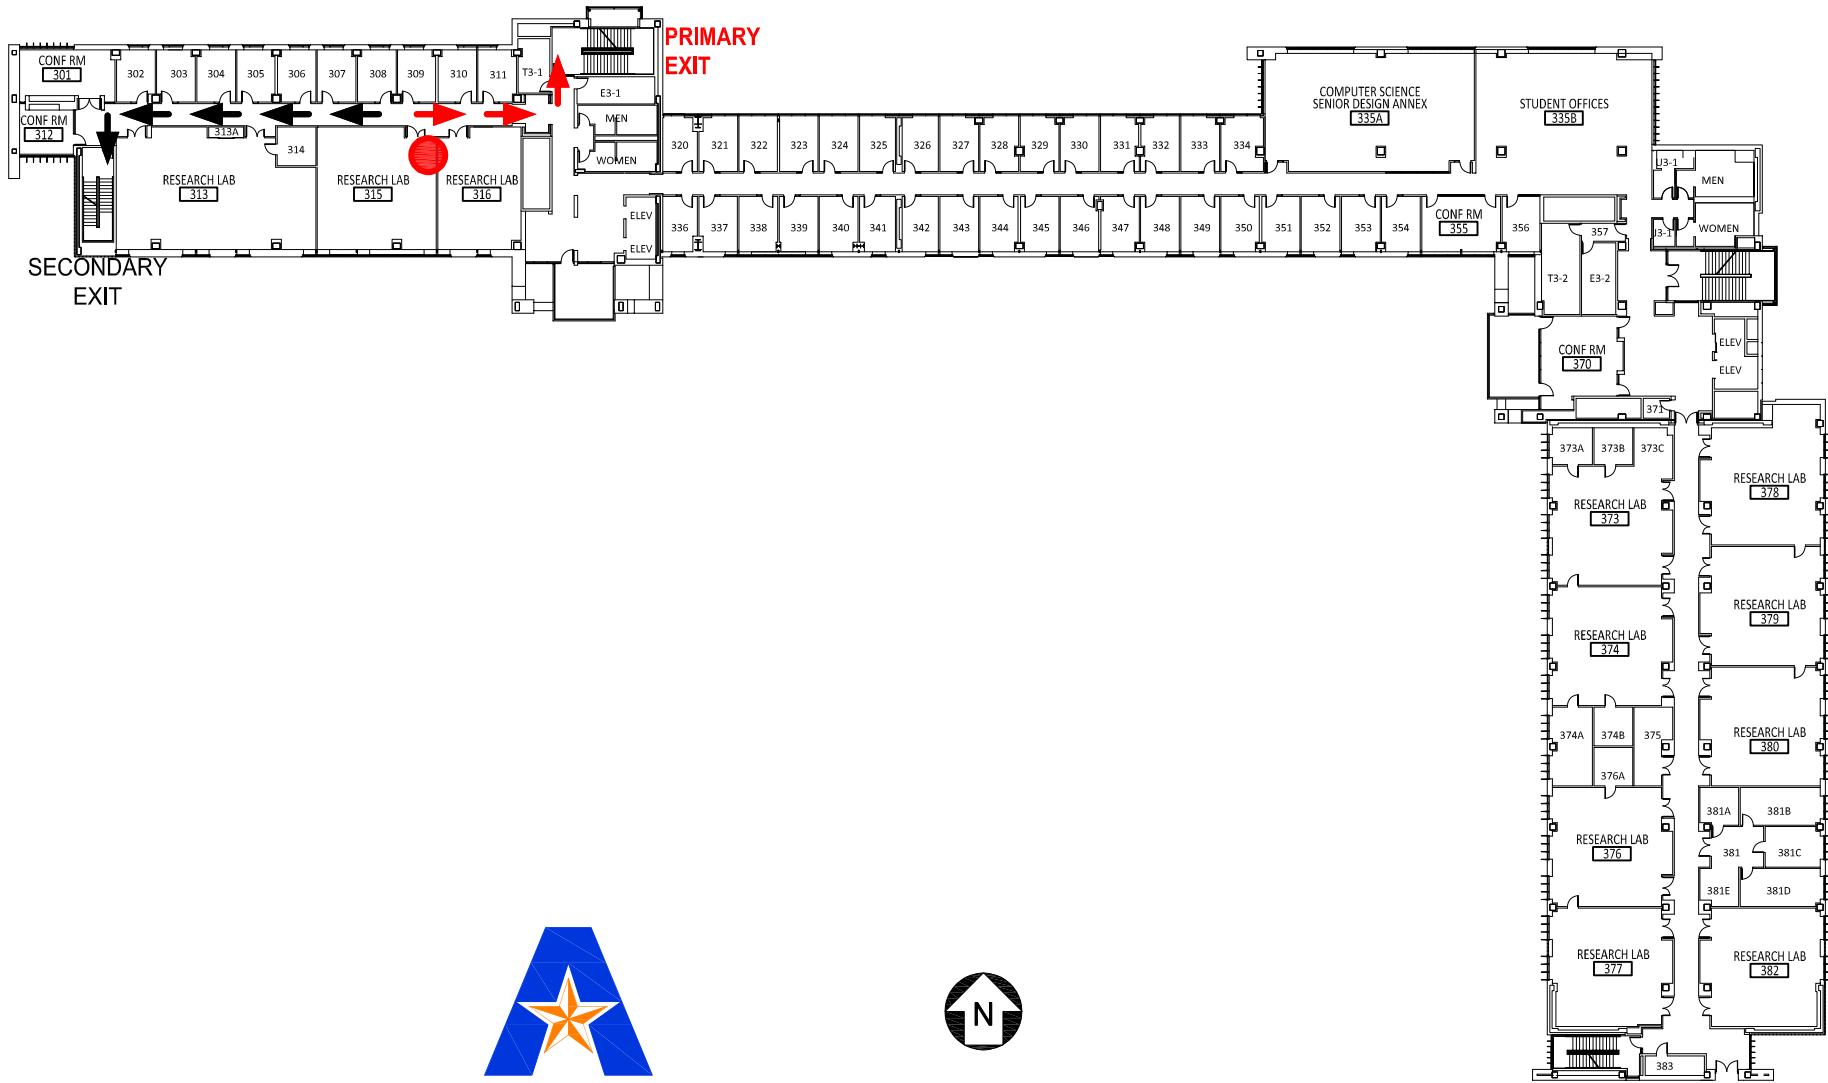 PRIMARY
EXIT
CONF RM
301
302
303
304
305
306
307
308
309
310
311
T3-1
E3-1
MEN
WOMEN
CONF RM
312
313A
314
RESEARCH LAB
313
RESEARCH LAB
315
RESEARCH LAB
316
SECONDARY
EXIT
ELEV
ELEV
320
321
322
323
324
325
326
327
328
329
330
331
332
333
334
COMPUTER SCIENCE
SENIOR DESIGN ANNEX
335A
STUDENT OFFICES
335B
336
337
338
339
340
341
342
343
344
345
346
347
348
349
350
351
352
353
354
CONF RM
355
356
357
J3-1
MEN
J3-1
WOMEN
T3-2
E3-2
CONF RM
370
ELEV
ELEV
371
373A
373B
373C
RESEARCH LAB
373
RESEARCH LAB
378
RESEARCH LAB
374
RESEARCH LAB
379
374A
374B
375
376A
RESEARCH LAB
380
RESEARCH LAB
376
381A
381B
381
381C
381E
381D
RESEARCH LAB
377
RESEARCH LAB
382
383
N